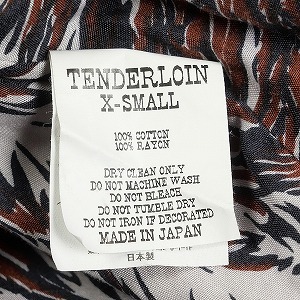 TENDERLOIN
X-SMALL
100% COTTON
100% RAYON
DRY CLEAN ONLY
DO NOT MACHINE WASH
DO NOT BLEACH
DO NOT TUMBLE DRY
DO NOT IRON IF DECORATED
MADE IN JAPAN
日本製